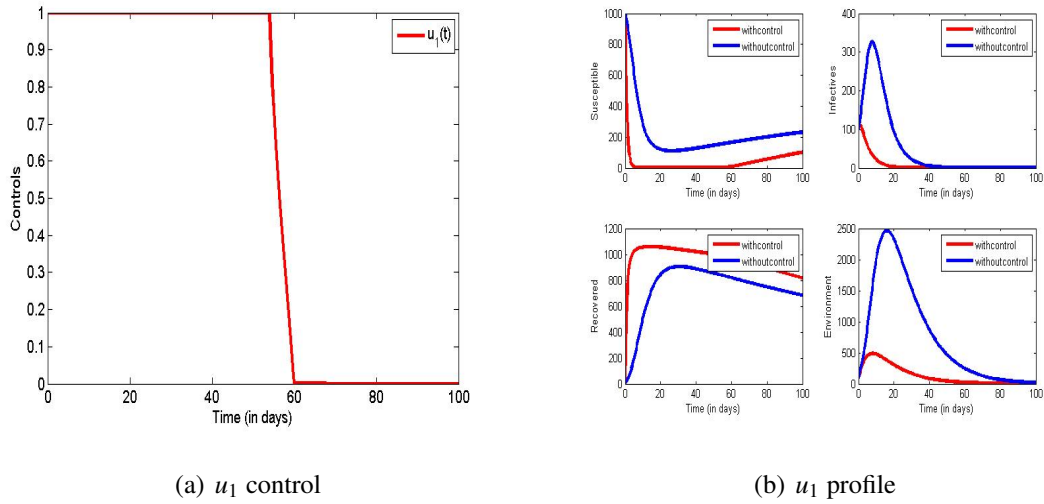 1
0.9
0.8
0.7
0.6
0.5
0.4
0.3
0.2
0.1
0
Controls
u1(t)
0 20 40 60 80 100
Time (in days)
1000
800
600
400
200
0
Susceptible
withcontrol
withoutcontrol
0 20 40 60 80 100
Time (in days)
400
300
200
100
0
Infectives
withcontrol
withoutcontrol
0 20 40 60 80 100
Time (in days)
1200
1000
800
600
400
200
0
Recovered
withcontrol
withoutcontrol
0 20 40 60 80 100
Time (in days)
2500
2000
1500
1000
500
0
Environment
withcontrol
withoutcontrol
0 20 40 60 80 100
Time (in days)
(a) u1 control
(b) u1 profile